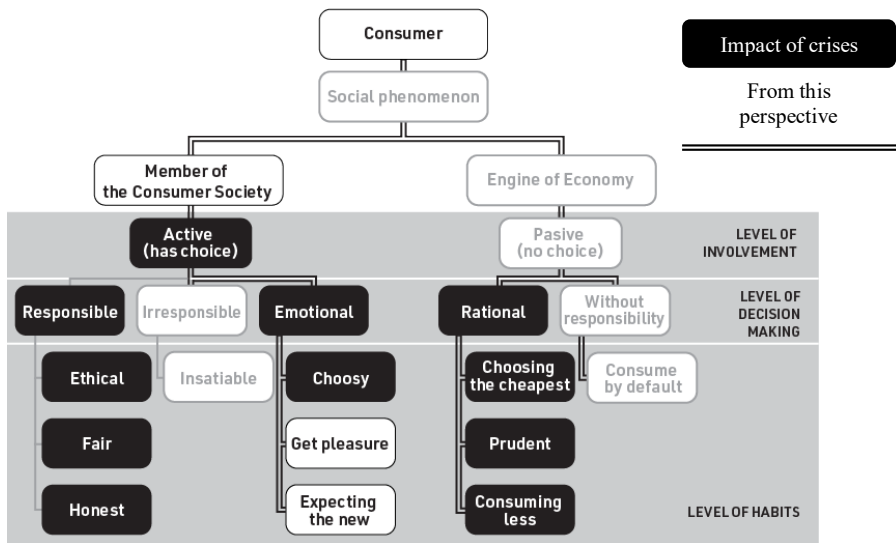 Consumer
Impact of crises
Social phenomenon
From this
perspective
Member of
the Consumer Society
Engine of Economy
Active
(has choice)
Pasive
(no choice)
LEVEL OF
INVOLVEMENT
Responsible
Irresponsible
Emotional
Rational
Without
responsibility
LEVEL OF
DECISION
MAKING
Ethical
Insatiable
Choosy
Choosing
the cheapest
Consume
by default
Fair
Get pleasure
Prudent
Honest
Expecting
the new
Consuming
less
LEVEL OF HABITS